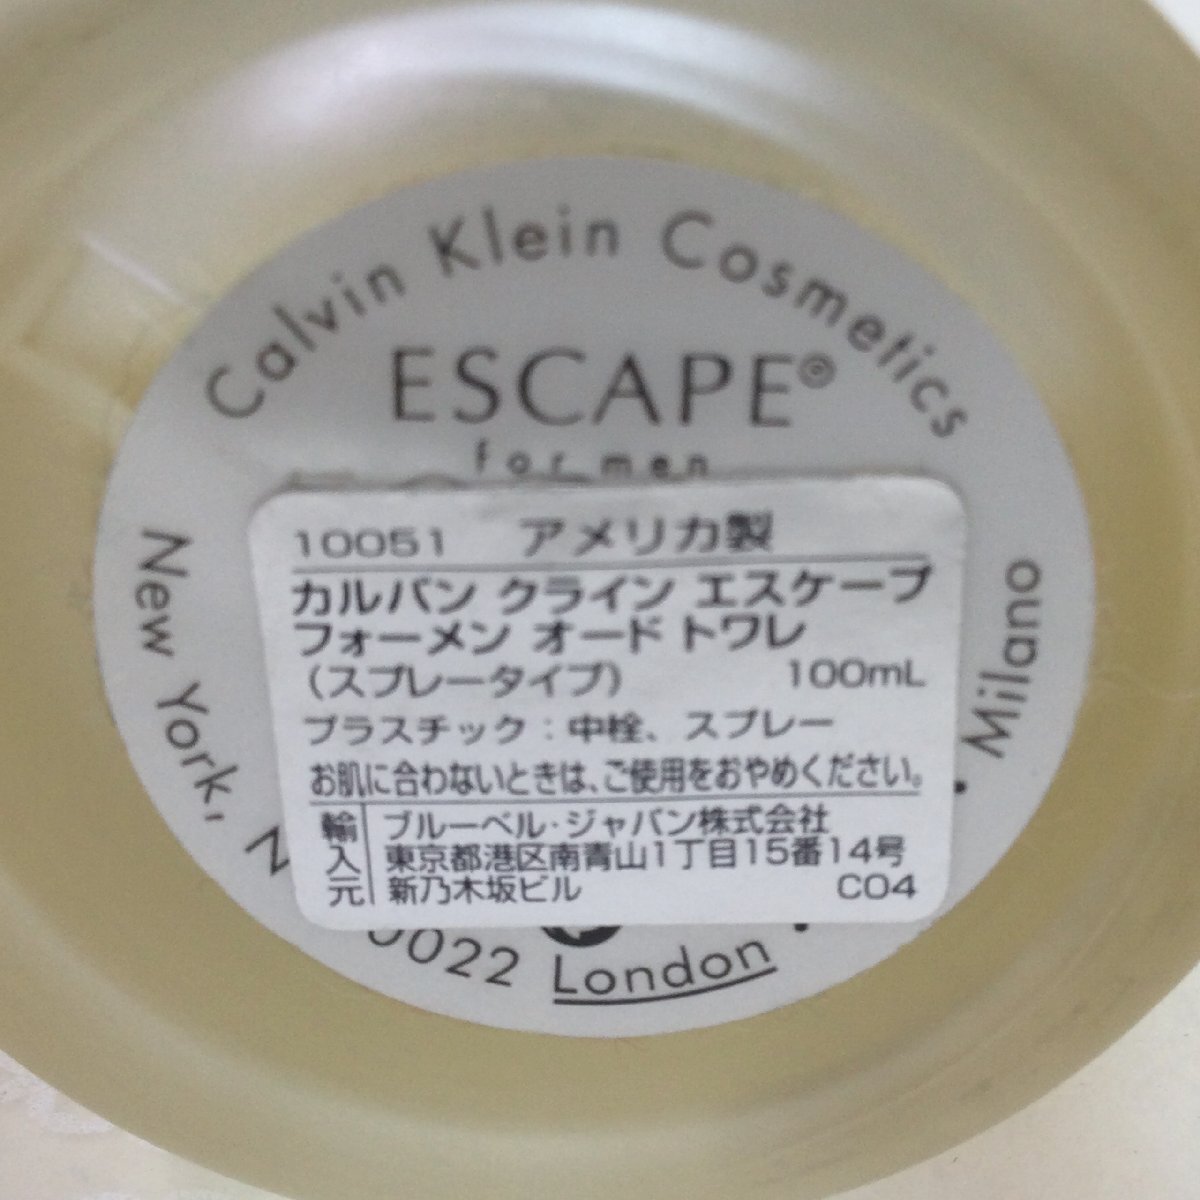 Calvin Klein Cosmetics
ESCAPE®
for men
10051 アメリカ製
カルバン クライン エスケープ
フォーメン オード トワレ
(スプレータイプ) 100mL
プラスチック:中栓、スプレー
お肌に合わないときは、ご使用をおやめください。
輸入元
ブルーベル・ジャパン株式会社
東京都港区南青山1丁目15番14号
新乃木坂ビル C04
New York, N
0022 London • • Milano